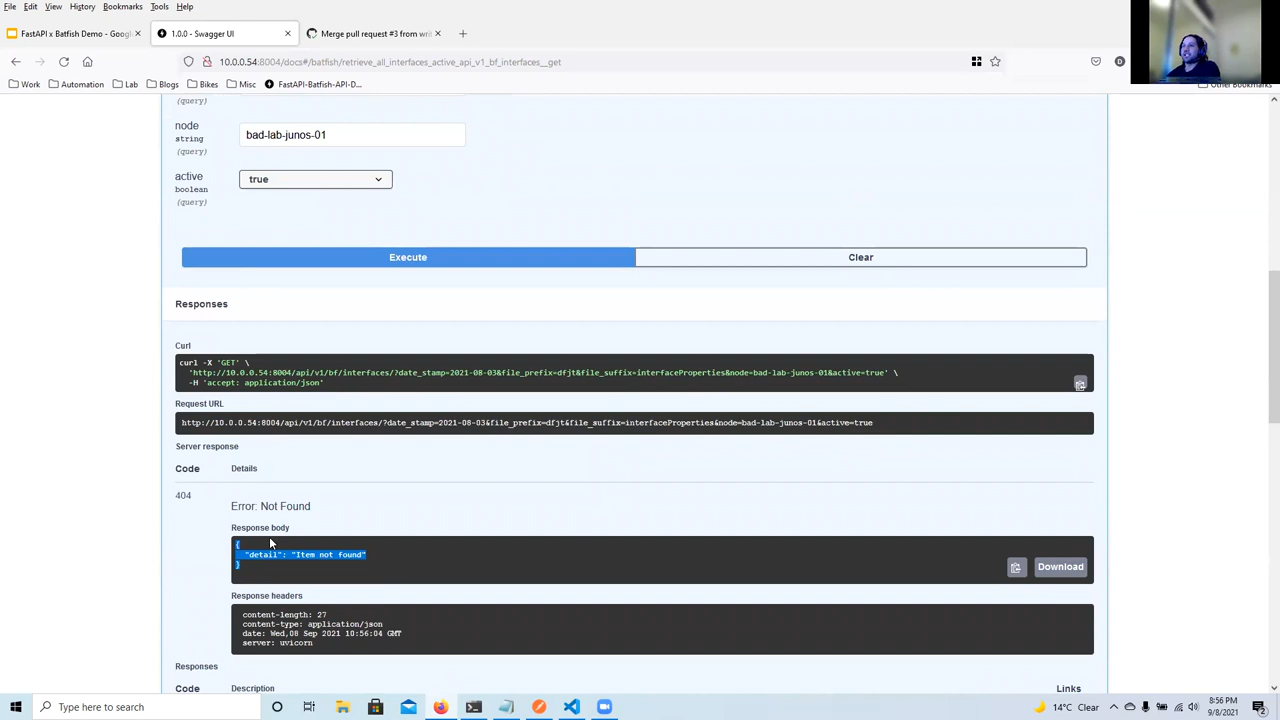 File Edit View History Bookmarks Tools Help
FastAPI x Batfish Demo - Goog
1.0.0 - Swagger UI
Merge pull request #3 from wri
10.0.0.54:8004/docs#/batfish/retrieve_all_interfaces_active_api_v1_bf_interfaces__get
Work Automation Lab Blogs Bikes Misc FastAPI-Batfish-API-D... Other Bookmarks
(query)
node
string
(query)
bad-lab-junos-01
active
boolean
(query)
true
Execute Clear
Responses
Curl
curl -X 'GET' \
'http://10.0.0.54:8004/api/v1/bf/interfaces/?date_stamp=2021-08-03&file_prefix=dfjt&file_suffix=interfaceProperties&node=bad-lab-junos-01&active=true' \
-H 'accept: application/json'
Request URL
http://10.0.0.54:8004/api/v1/bf/interfaces/?date_stamp=2021-08-03&file_prefix=dfjt&file_suffix=interfaceProperties&node=bad-lab-junos-01&active=true
Server response
Code Details
404
Error: Not Found
Response body
{
"detail": "Item not found"
}
Download
Response headers
content-length: 27
content-type: application/json
date: Wed,08 Sep 2021 10:56:04 GMT
server: uvicorn
Responses
Code Description Links
Type here to search
14°C Clear
8:56 PM
9/8/2021
2